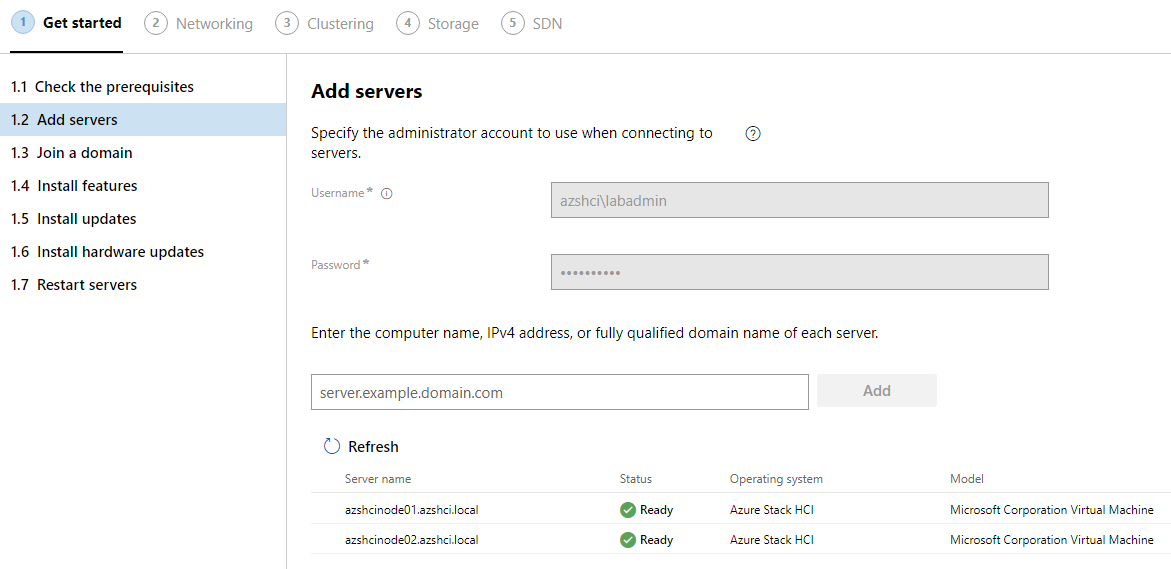 1 Get started 2 Networking 3 Clustering 4 Storage 5 SDN
1.1 Check the prerequisites
1.2 Add servers
1.3 Join a domain
1.4 Install features
1.5 Install updates
1.6 Install hardware updates
1.7 Restart servers
Add servers
Specify the administrator account to use when connecting to
servers.
Username *
azshci\labadmin
Password *
••••••••••
Enter the computer name, IPv4 address, or fully qualified domain name of each server.
server.example.domain.com Add
Refresh
Server name Status Operating system Model
azshcinode01.azshci.local Ready Azure Stack HCI Microsoft Corporation Virtual Machine
azshcinode02.azshci.local Ready Azure Stack HCI Microsoft Corporation Virtual Machine